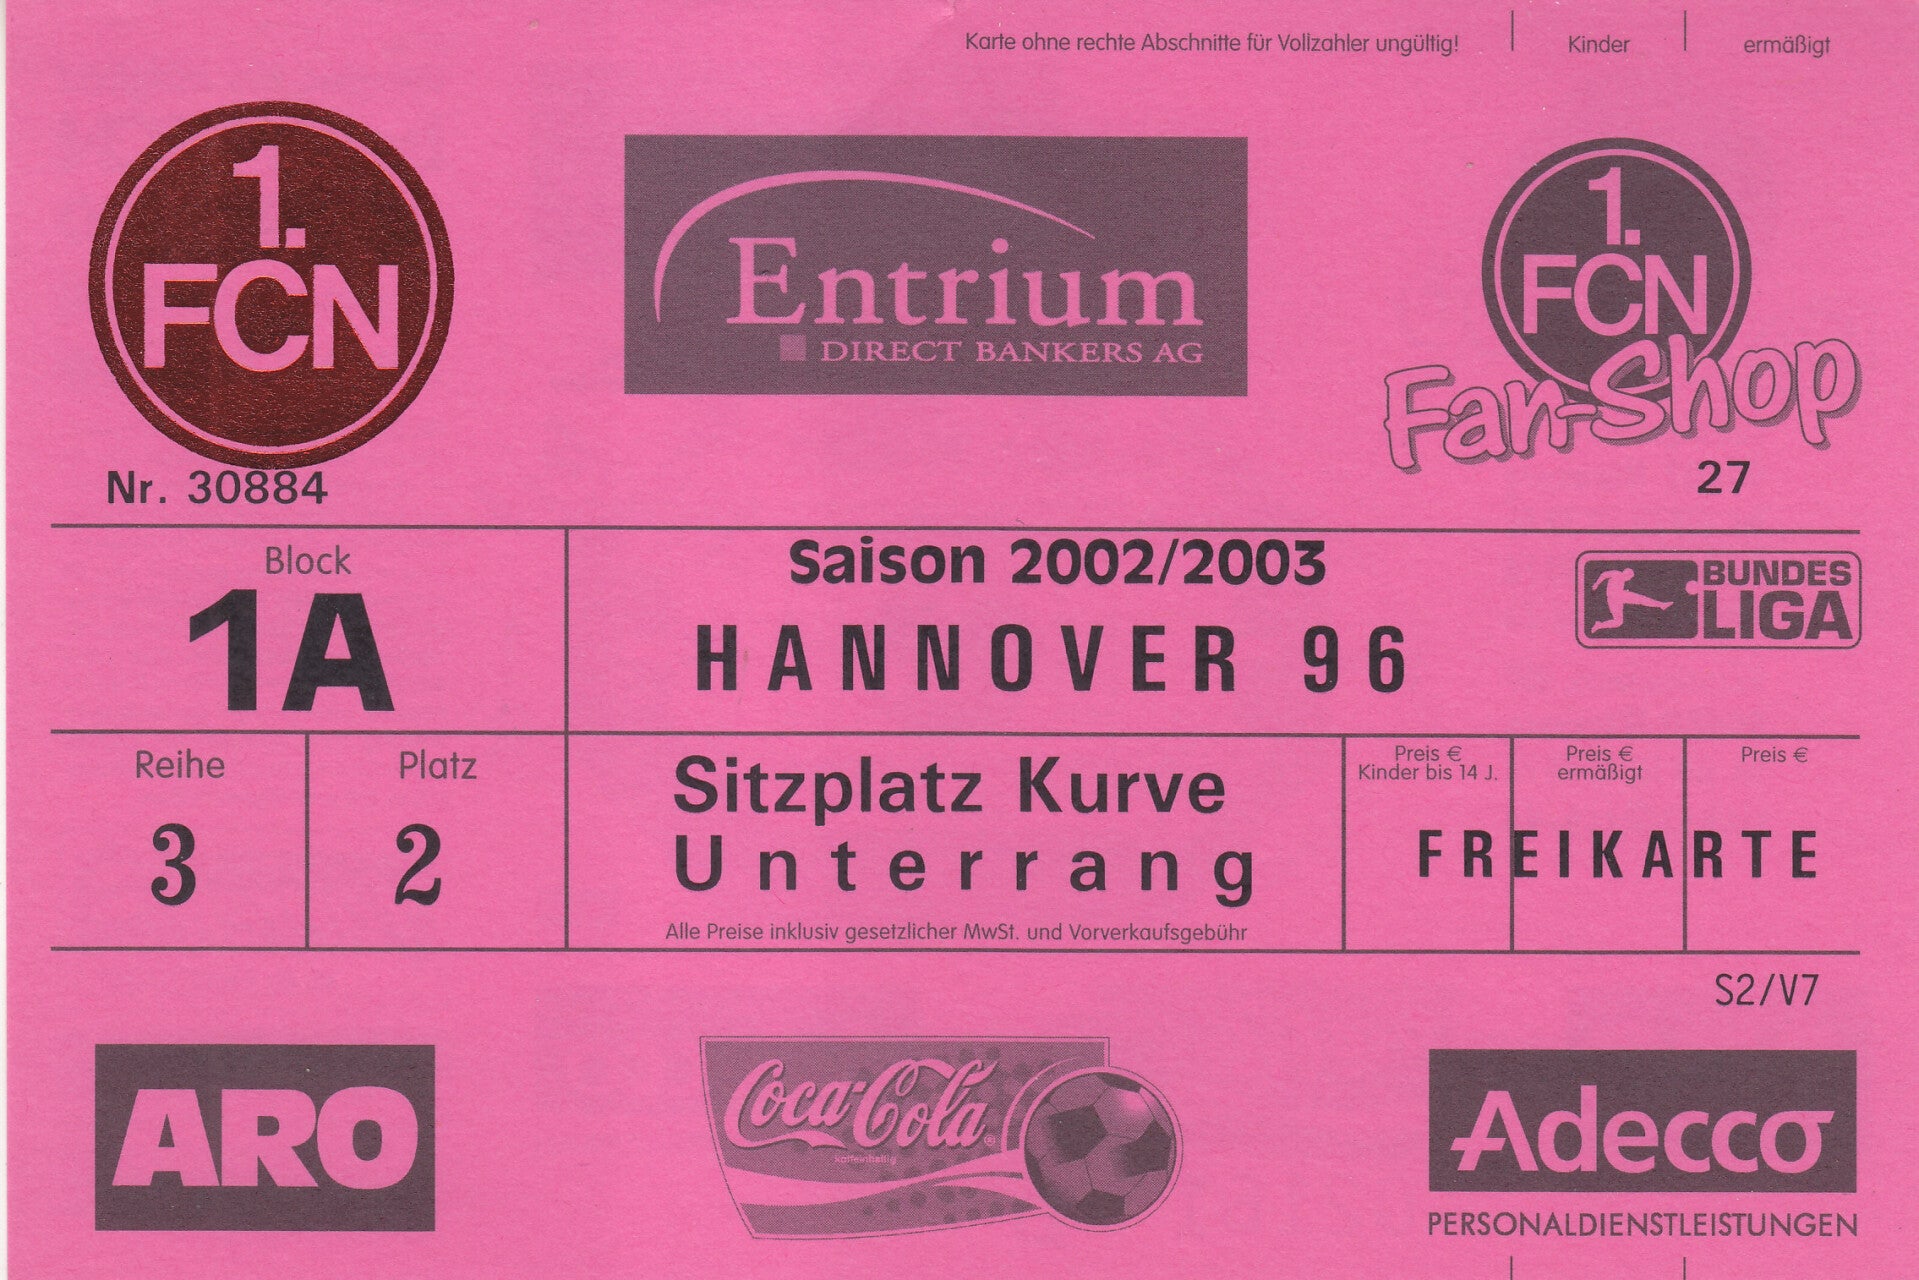 Karte ohne rechte Abschnitte für Vollzahler ungültig!
Kinder
ermäßigt
1.
FCN
Entrium
DIRECT BANKERS AG
1.
FCN
Fan-Shop
Nr. 30884
27
Block
1A
Saison 2002/2003
HANNOVER 96
BUNDES
LIGA
Reihe
3
Platz
2
Sitzplatz Kurve
Unterrang
Alle Preise inklusiv gesetzlicher MwSt. und Vorverkaufsgebühr
Preis €
Kinder bis 14 J.
Preis €
ermäßigt
Preis €
FREIKARTE
S2/V7
ARO
Coca-Cola®
koffeinhaltig
Adecco
PERSONALDIENSTLEISTUNGEN